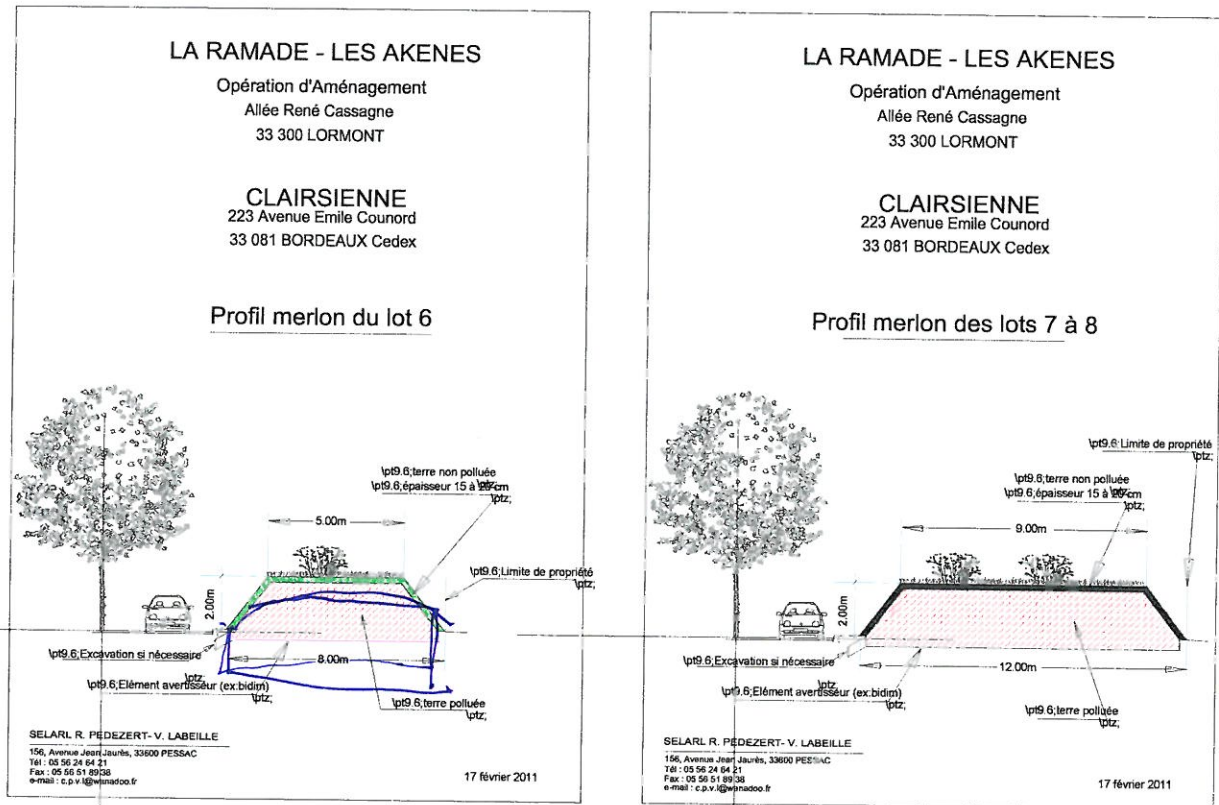 LA RAMADE - LES AKENES
Opération d'Aménagement
Allée René Cassagne
33 300 LORMONT
CLAIRSIENNE
223 Avenue Emile Counord
33 081 BORDEAUX Cedex
Profil merlon du lot 6
\pt9.6;terre non polluée
\pt9.6;épaisseur 15 à cm
\ptz;
5.00m
\pt9.6;Limite de propriété
\ptz;
2.00m
\pt9.6;Excavation si nécessaire
\ptz;
8.00m
\pt9.6;Elément avertisseur (ex:bidim)
\ptz;
\pt9.6;terre polluée
\ptz;
SELARL R. PEDEZERT- V. LABEILLE
156, Avenue Jean Jaurès, 33600 PESSAC
Tél : 05 56 24 64 21
Fax : 05 56 51 89 38
e-mail : c.p.v.l@wanadoo.fr
17 février 2011
LA RAMADE - LES AKENES
Opération d'Aménagement
Allée René Cassagne
33 300 LORMONT
CLAIRSIENNE
223 Avenue Emile Counord
33 081 BORDEAUX Cedex
Profil merlon des lots 7 à 8
\pt9.6;Limite de propriété
\ptz;
\pt9.6;terre non polluée
\pt9.6;épaisseur 15 à cm
\ptz;
9.00m
2.00m
\pt9.6;Excavation si nécessaire
\ptz;
12.00m
\pt9.6;Elément avertisseur (ex:bidim)
\ptz;
\pt9.6;terre polluée
\ptz;
SELARL R. PEDEZERT- V. LABEILLE
156, Avenue Jean Jaurès, 33600 PESSAC
Tél : 05 56 24 64 21
Fax : 05 56 51 89 38
e-mail : c.p.v.l@wanadoo.fr
17 février 2011